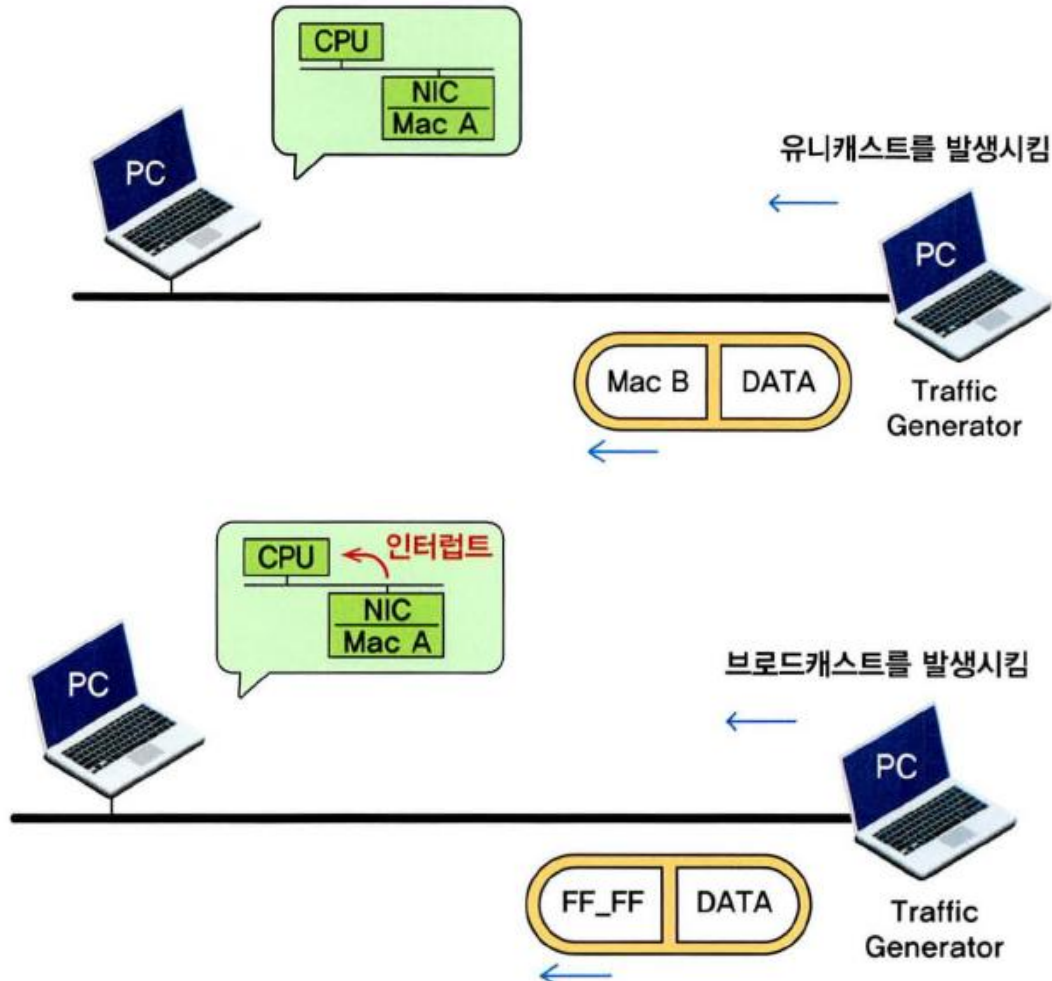 CPU
NIC
Mac A
PC
유니캐스트를 발생시킴
PC
Mac B
DATA
Traffic
Generator
CPU
인터럽트
NIC
Mac A
PC
브로드캐스트를 발생시킴
PC
FF_FF
DATA
Traffic
Generator